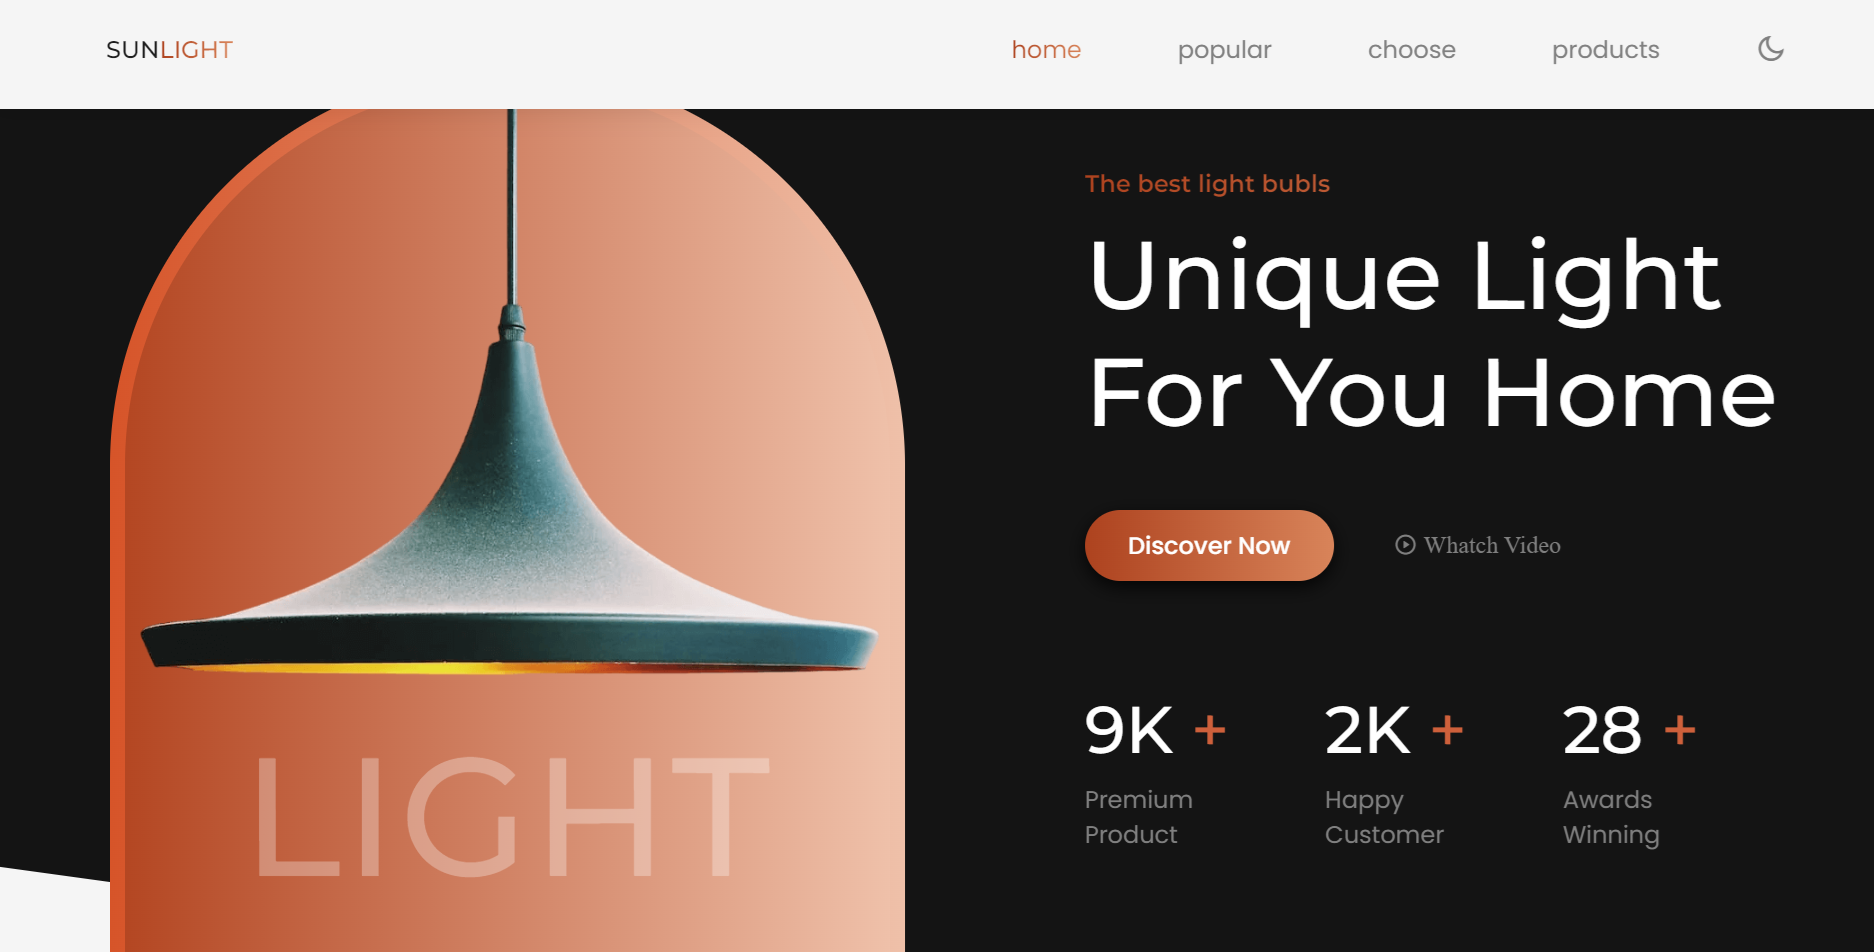 SUNLIGHT
home popular choose products
The best light bubls
Unique Light
For You Home
Discover Now
Whatch Video
9K + 2K + 28 +
Premium Happy Awards
Product Customer Winning
LIGHT